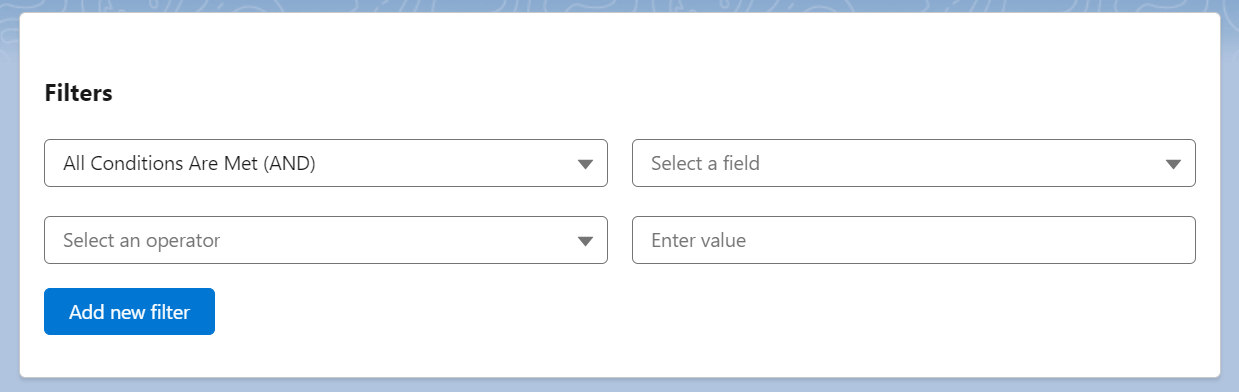 Filters
All Conditions Are Met (AND)
Select a field
Select an operator
Enter value
Add new filter